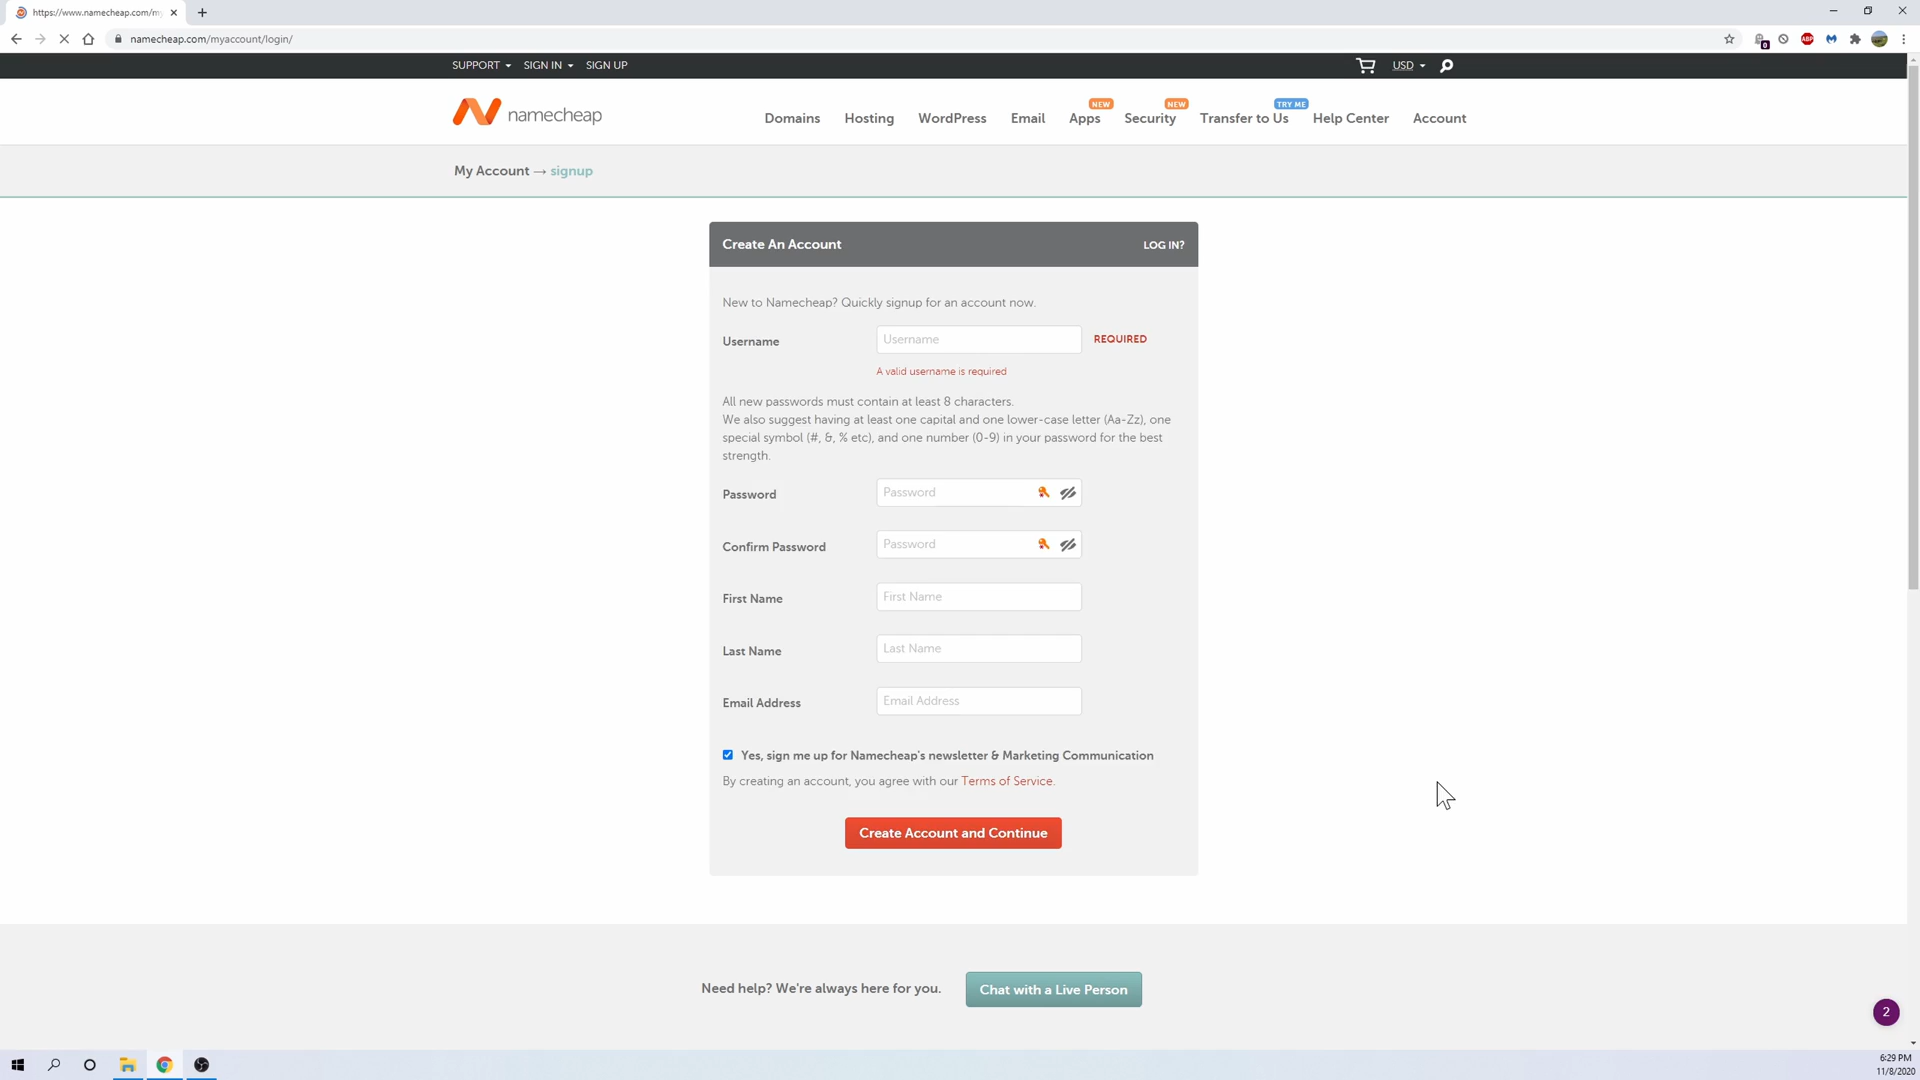 https://www.namecheap.com/my
namecheap.com/myaccount/login/
0
ABP
SUPPORT
SIGN IN
SIGN UP
USD
namecheap
Domains
Hosting
WordPress
Email
NEW
Apps
NEW
Security
TRY ME
Transfer to Us
Help Center
Account
My Account → signup
Create An Account
LOG IN?
New to Namecheap? Quickly signup for an account now.
Username
Username
REQUIRED
A valid username is required
All new passwords must contain at least 8 characters.
We also suggest having at least one capital and one lower-case letter (Aa-Zz), one
special symbol (#, &, % etc), and one number (0-9) in your password for the best
strength.
Password
Password
Confirm Password
Password
First Name
First Name
Last Name
Last Name
Email Address
Email Address
Yes, sign me up for Namecheap's newsletter & Marketing Communication
By creating an account, you agree with our Terms of Service.
Create Account and Continue
Need help? We're always here for you.
Chat with a Live Person
2
6:29 PM
11/8/2020